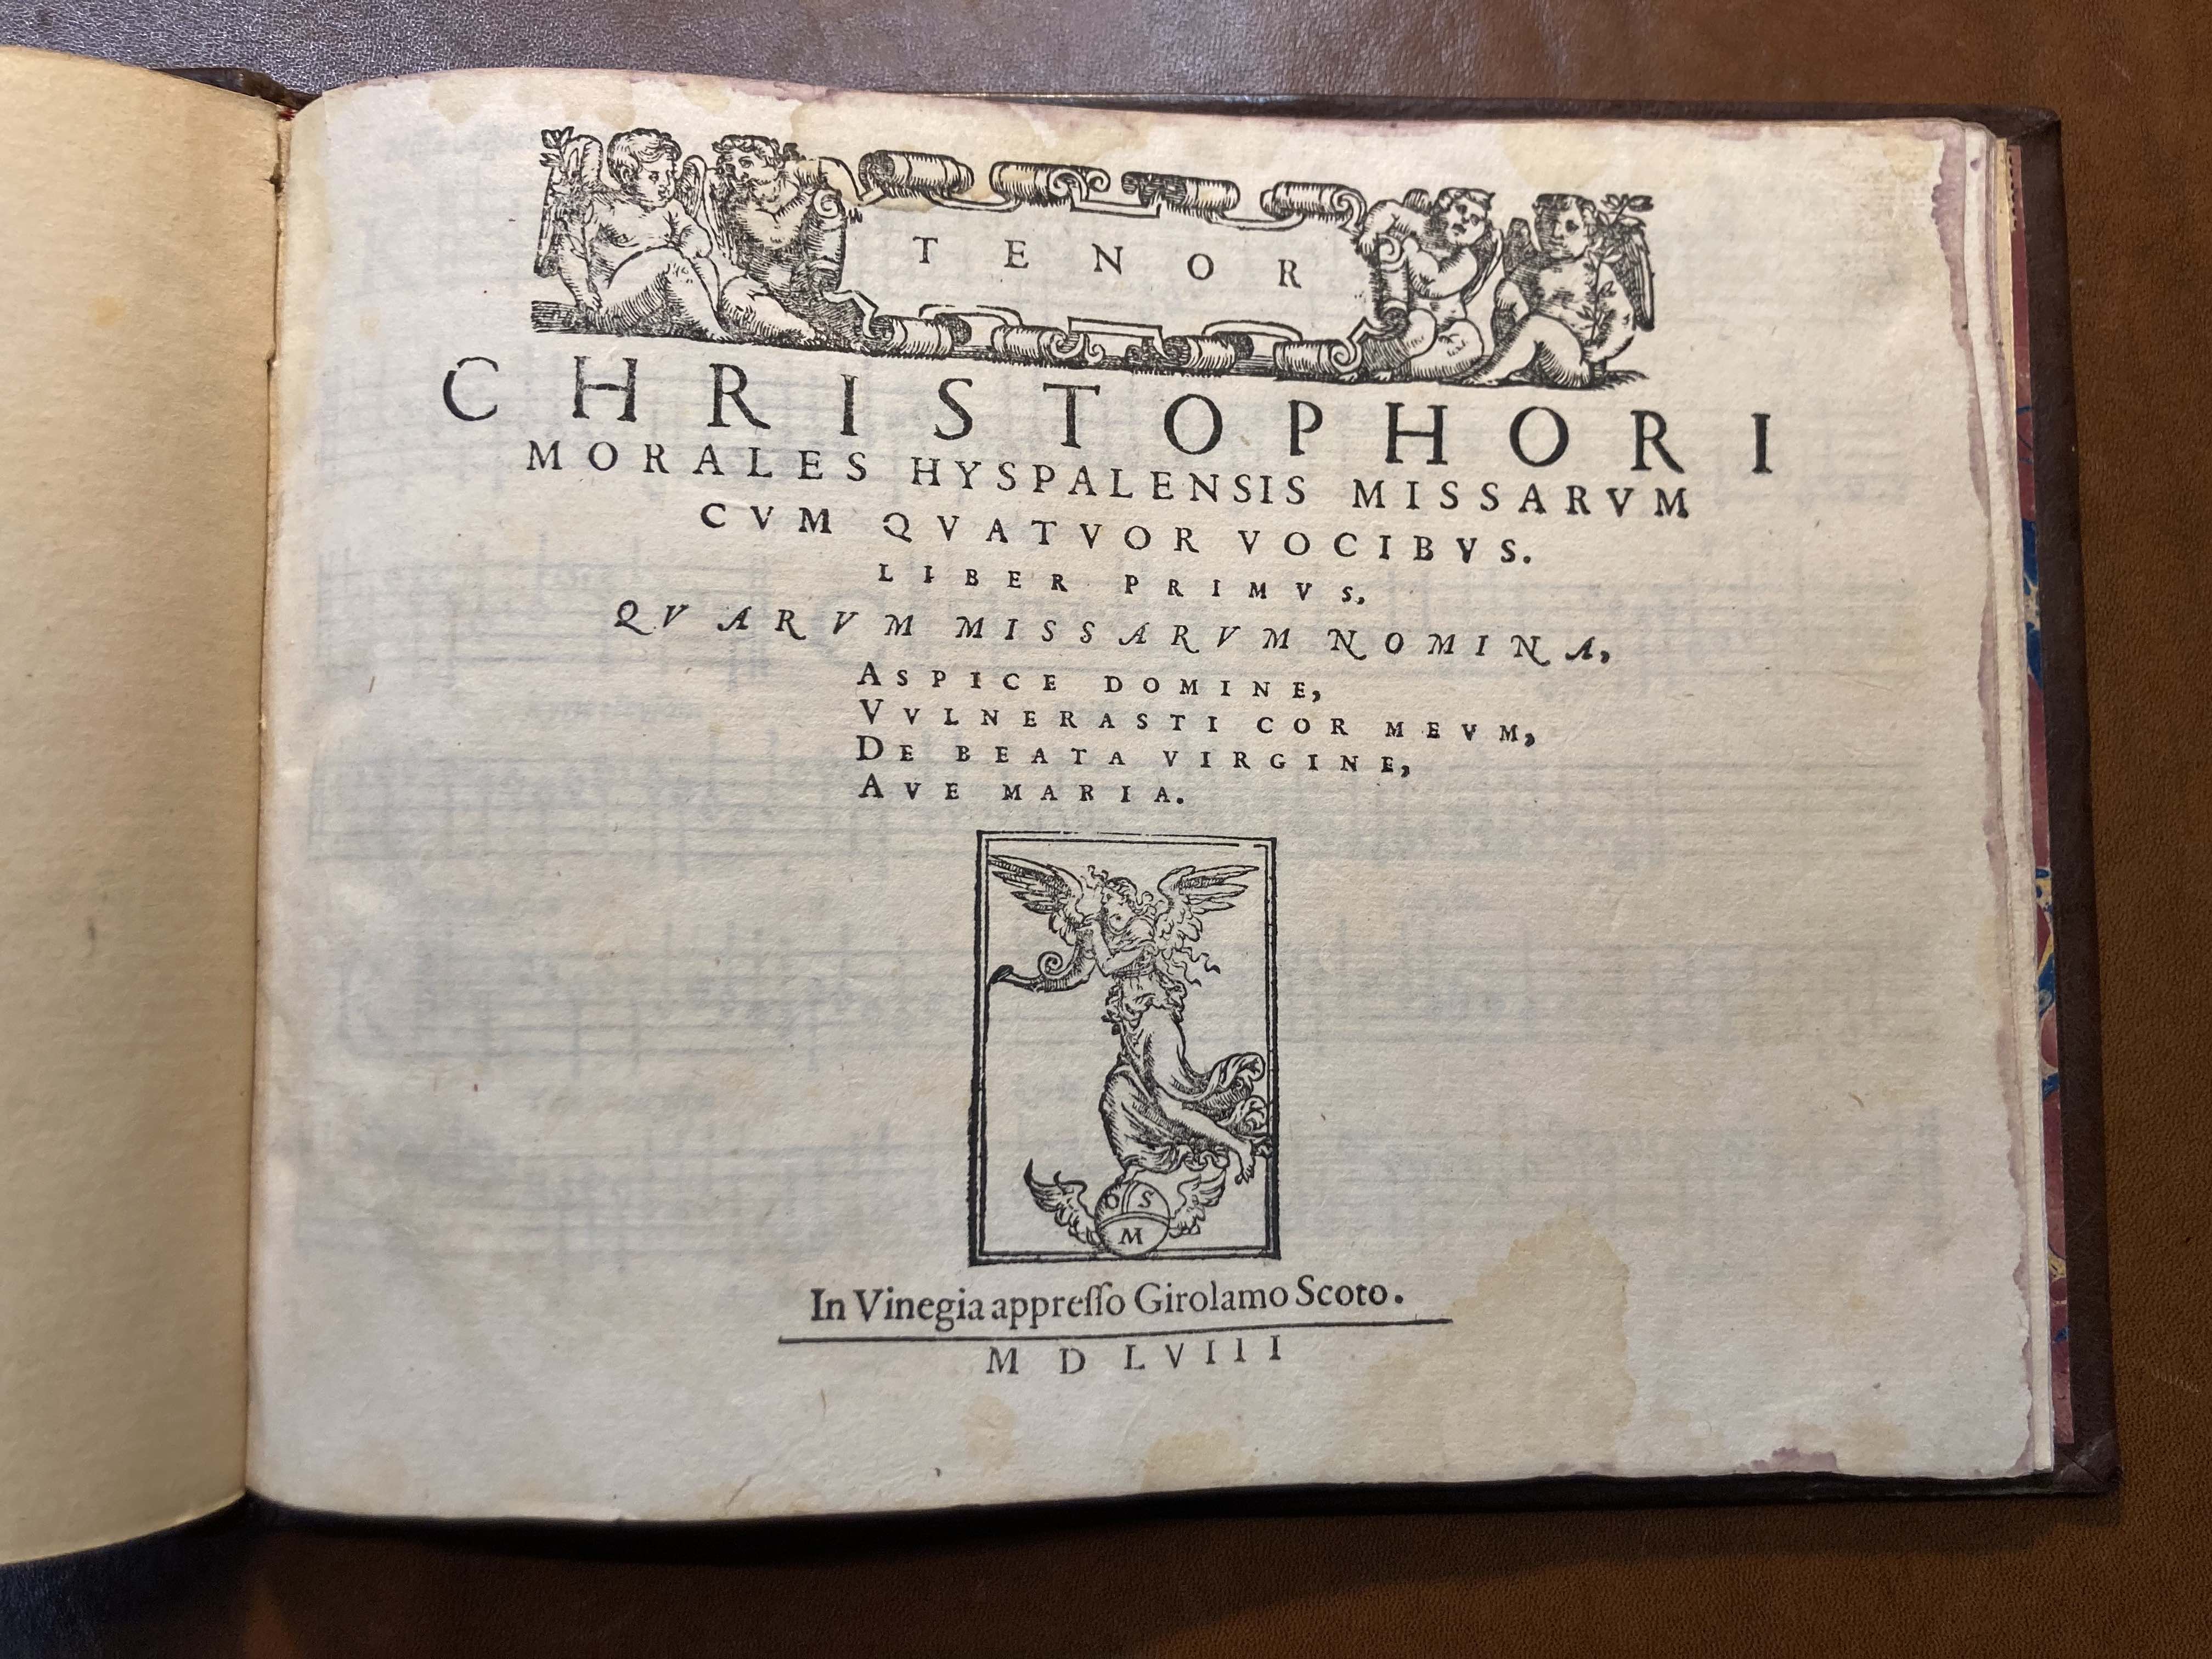 TENOR
CHRISTOPHORI
MORALES HYSPALENSIS MISSARVM
CVM QVATVOR VOCIBVS.
LIBER PRIMVS,
QVARVM MISSARVM NOMINA,
ASPICE DOMINE,
VVLNERASTI COR MEVM,
DE BEATA VIRGINE,
AVE MARIA.
O S
M
In Vinegia appreſſo Girolamo Scoto.
M D LVIII